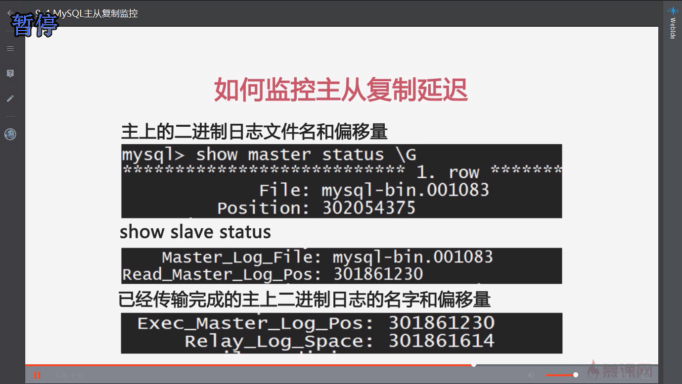 暂停
MySQL主从复制监控
Webide
如何监控主从复制延迟
主上的二进制日志文件名和偏移量
mysql> show master status \G
*************************** 1. row *******
File: mysql-bin.001083
Position: 302054375
show slave status
Master_Log_File: mysql-bin.001083
Read_Master_Log_Pos: 301861230
已经传输完成的主上二进制日志的名字和偏移量
Exec_Master_Log_Pos: 301861230
Relay_Log_Space: 301861614
慕课网